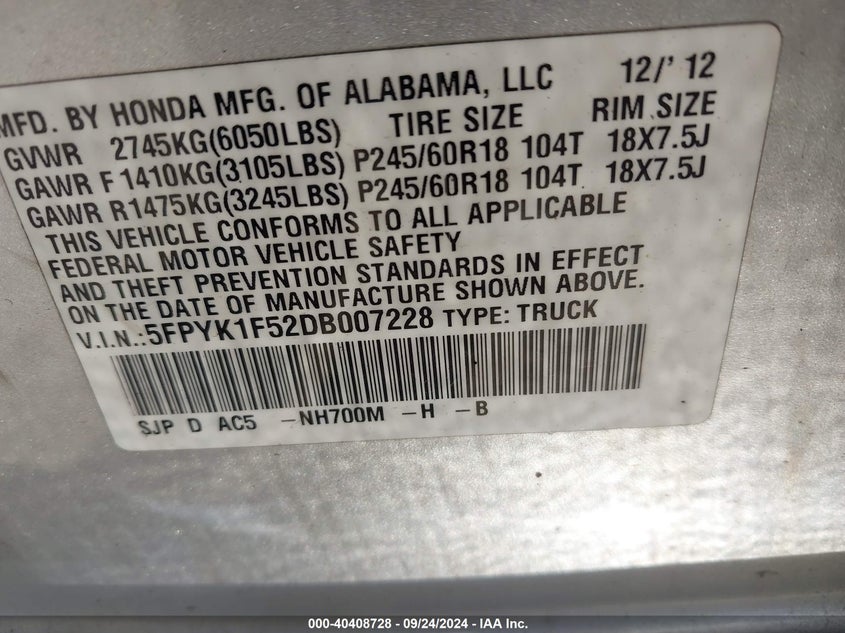 MFD. BY HONDA MFG. OF ALABAMA, LLC 12/' 12
GVWR 2745KG(6050LBS) TIRE SIZE RIM SIZE
GAWR F 1410KG(3105LBS) P245/60R18 104T 18X7.5J
GAWR R1475KG(3245LBS) P245/60R18 104T 18X7.5J
THIS VEHICLE CONFORMS TO ALL APPLICABLE
FEDERAL MOTOR VEHICLE SAFETY
AND THEFT PREVENTION STANDARDS IN EFFECT
ON THE DATE OF MANUFACTURE SHOWN ABOVE.
V.I.N.:5FPYK1F52DB007228 TYPE: TRUCK
SJP D AC5 -NH700M -H -B
000-40408728 - 09/24/2024 - IAA Inc.